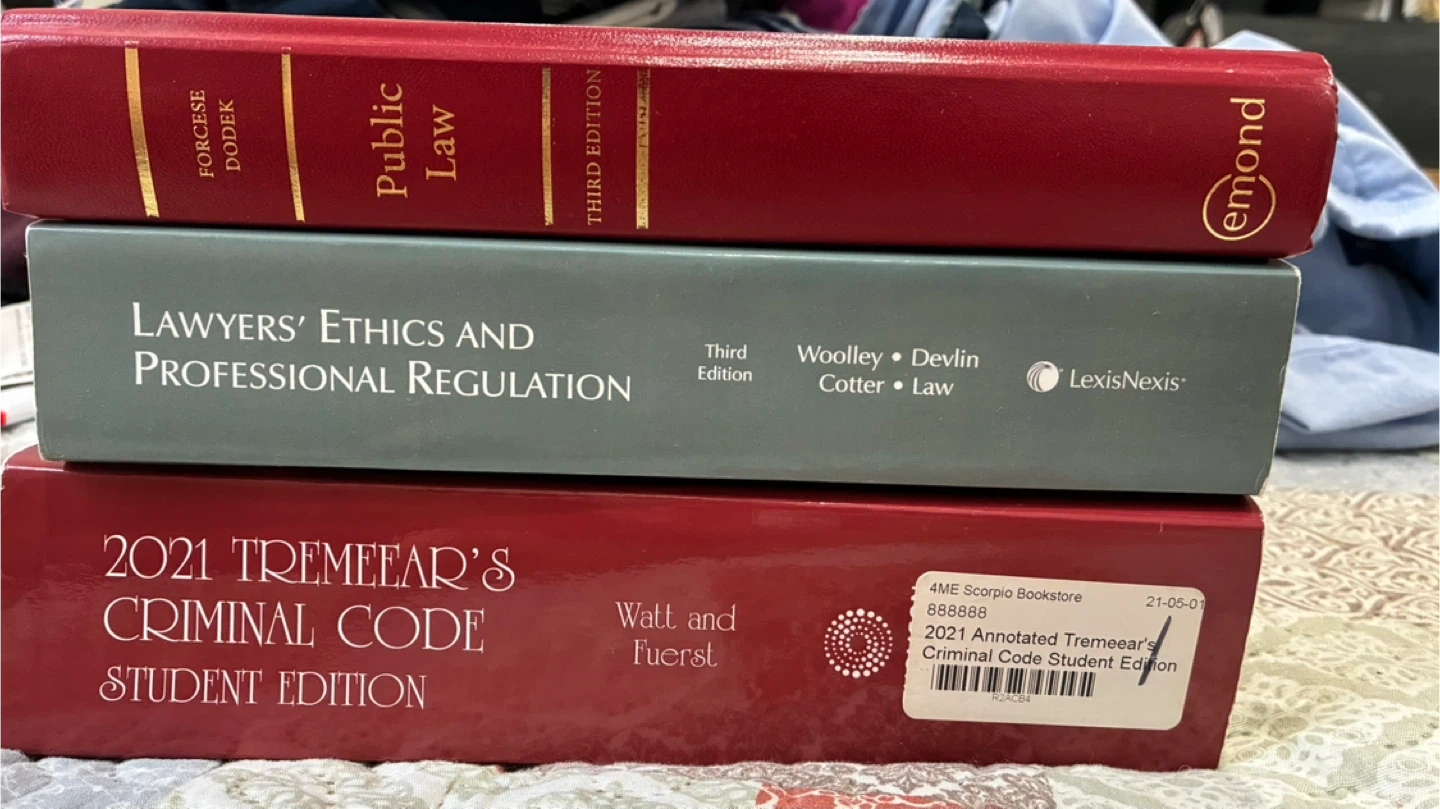 FORCESE
DODEK
Public
Law
THIRD EDITION
emond
LAWYERS’ ETHICS AND
PROFESSIONAL REGULATION
Third
Edition
Woolley • Devlin
Cotter • Law
LexisNexis®
2021 TREMEEAR’S
CRIMINAL CODE
STUDENT EDITION
Watt and
Fuerst
4ME Scorpio Bookstore
21-05-01
888888
2021 Annotated Tremeear's
Criminal Code Student Edition
R2ACB4